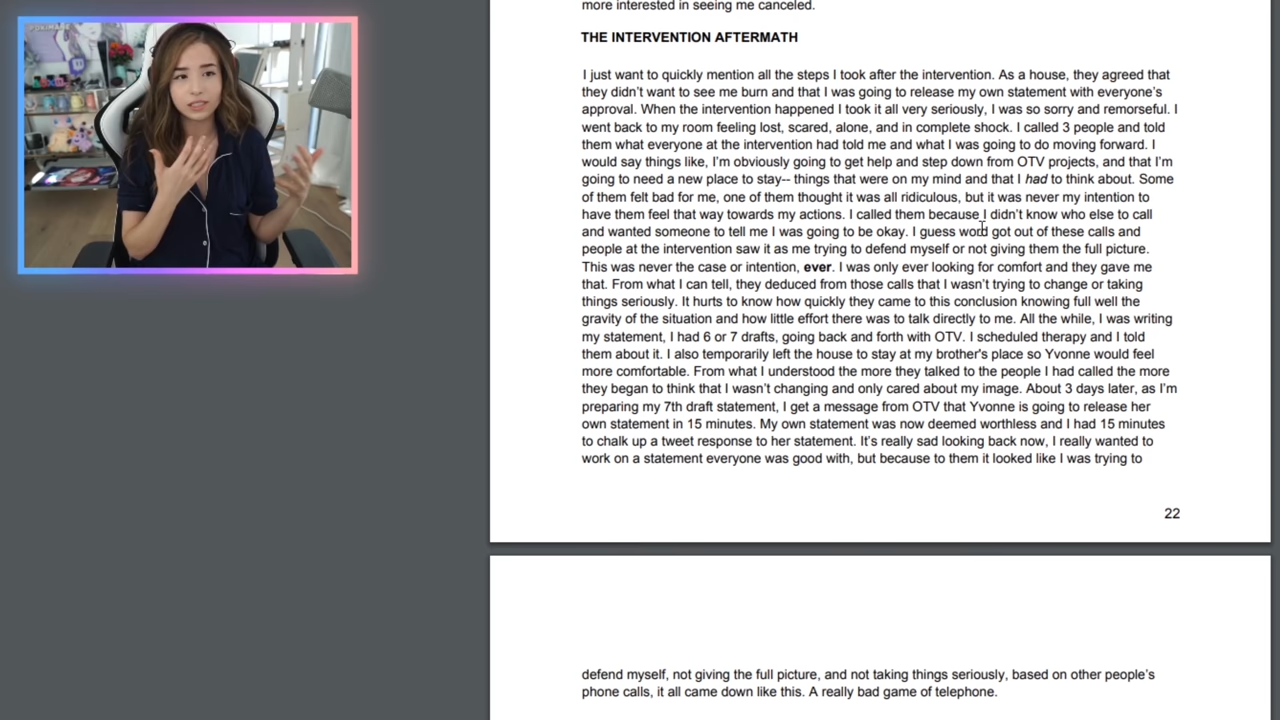 more interested in seeing me canceled.
THE INTERVENTION AFTERMATH
I just want to quickly mention all the steps I took after the intervention. As a house, they agreed that
they didn't want to see me burn and that I was going to release my own statement with everyone's
approval. When the intervention happened I took it all very seriously, I was so sorry and remorseful. I
went back to my room feeling lost, scared, alone, and in complete shock. I called 3 people and told
them what everyone at the intervention had told me and what I was going to do moving forward. I
would say things like, I'm obviously going to get help and step down from OTV projects, and that I'm
going to need a new place to stay-- things that were on my mind and that I had to think about. Some
of them felt bad for me, one of them thought it was all ridiculous, but it was never my intention to
have them feel that way towards my actions. I called them because I didn't know who else to call
and wanted someone to tell me I was going to be okay. I guess word got out of these calls and
people at the intervention saw it as me trying to defend myself or not giving them the full picture.
This was never the case or intention, ever. I was only ever looking for comfort and they gave me
that. From what I can tell, they deduced from those calls that I wasn't trying to change or taking
things seriously. It hurts to know how quickly they came to this conclusion knowing full well the
gravity of the situation and how little effort there was to talk directly to me. All the while, I was writing
my statement, I had 6 or 7 drafts, going back and forth with OTV. I scheduled therapy and I told
them about it. I also temporarily left the house to stay at my brother's place so Yvonne would feel
more comfortable. From what I understood the more they talked to the people I had called the more
they began to think that I wasn't changing and only cared about my image. About 3 days later, as I'm
preparing my 7th draft statement, I get a message from OTV that Yvonne is going to release her
own statement in 15 minutes. My own statement was now deemed worthless and I had 15 minutes
to chalk up a tweet response to her statement. It's really sad looking back now, I really wanted to
work on a statement everyone was good with, but because to them it looked like I was trying to
22
defend myself, not giving the full picture, and not taking things seriously, based on other people's
phone calls, it all came down like this. A really bad game of telephone.